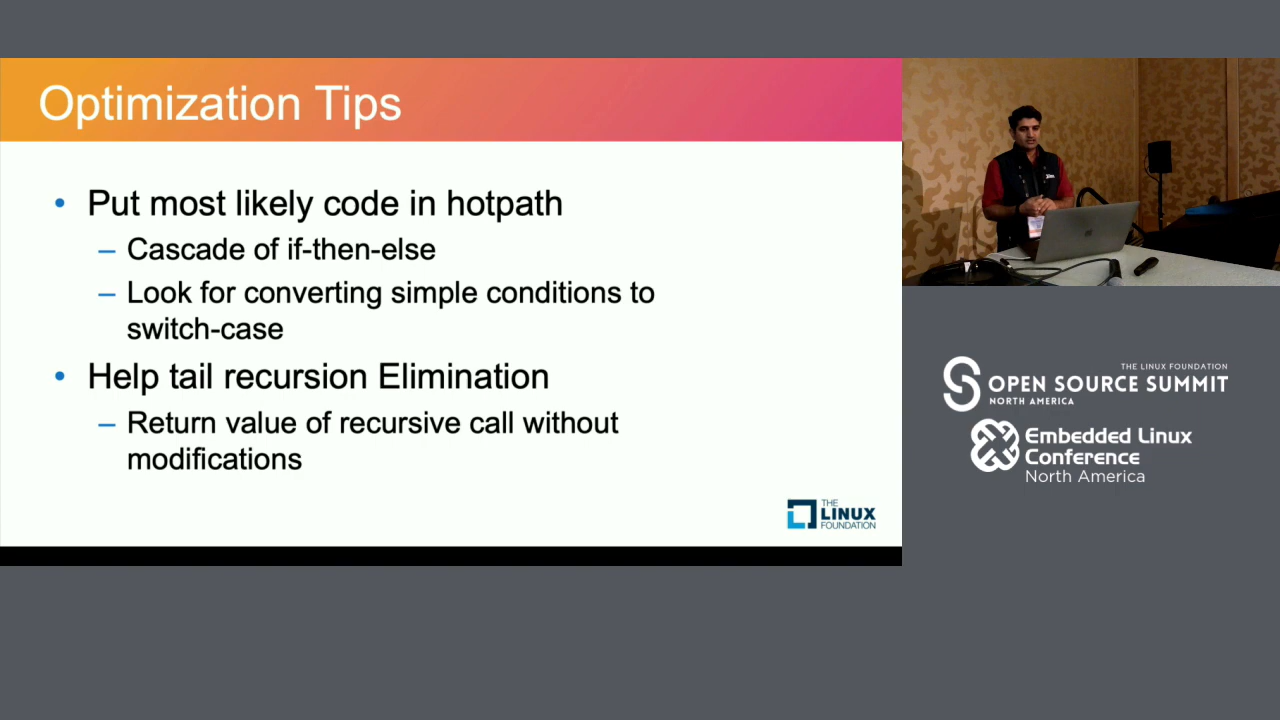 Optimization Tips
• Put most likely code in hotpath
– Cascade of if-then-else
– Look for converting simple conditions to
switch-case
• Help tail recursion Elimination
– Return value of recursive call without
modifications
THE
LINUX
FOUNDATION
THE LINUX FOUNDATION
OPEN SOURCE SUMMIT
NORTH AMERICA
Embedded Linux
Conference
North America